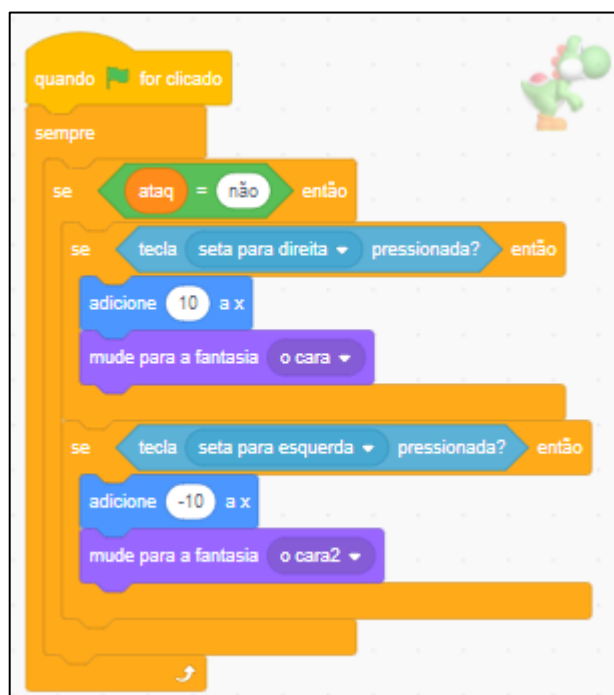 quando for clicado
sempre
se ataq = não então
se tecla seta para direita pressionada? então
adicione 10 a x
mude para a fantasia o cara
se tecla seta para esquerda pressionada? então
adicione -10 a x
mude para a fantasia o cara2